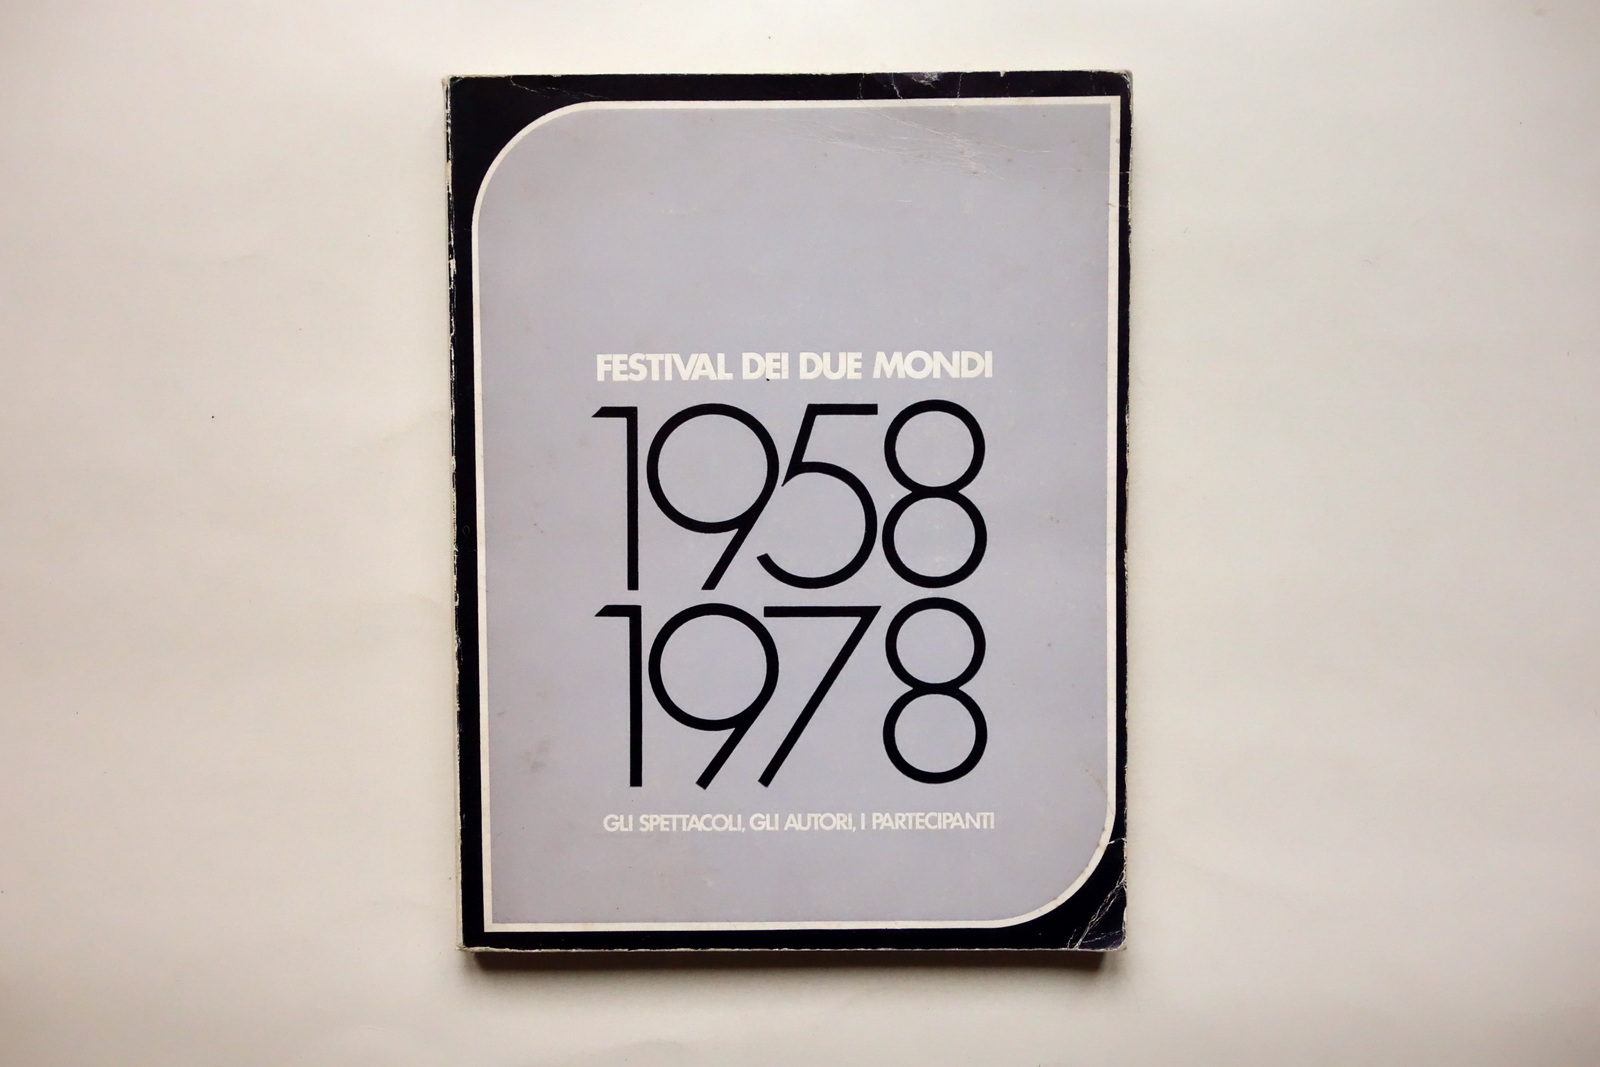 FESTIVAL DEI DUE MONDI
1958
1978
GLI SPETTACOLI, GLI AUTORI, I PARTECIPANTI